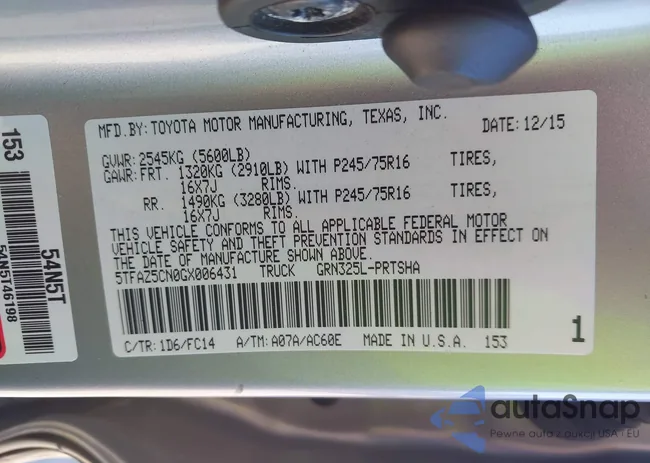 MFD.BY: TOYOTA MOTOR MANUFACTURING, TEXAS, INC.
DATE: 12/15
GVWR: 2545KG (5600LB)
GAWR: FRT. 1320KG (2910LB) WITH P245/75R16 TIRES,
16X7J RIMS.
RR. 1490KG (3280LB) WITH P245/75R16 TIRES,
16X7J RIMS.
THIS VEHICLE CONFORMS TO ALL APPLICABLE FEDERAL MOTOR
VEHICLE SAFETY AND THEFT PREVENTION STANDARDS IN EFFECT ON
THE DATE OF MANUFACTURE SHOWN ABOVE.
5TFAZ5CN0GX006431 TRUCK GRN325L-PRTSHA
C/TR: 1D6/FC14 A/TM: A07A/AC60E MADE IN U.S.A. 153
1
153
54N5T
54N5T46198
autoSnap
Pewne auta z aukcji USA i EU